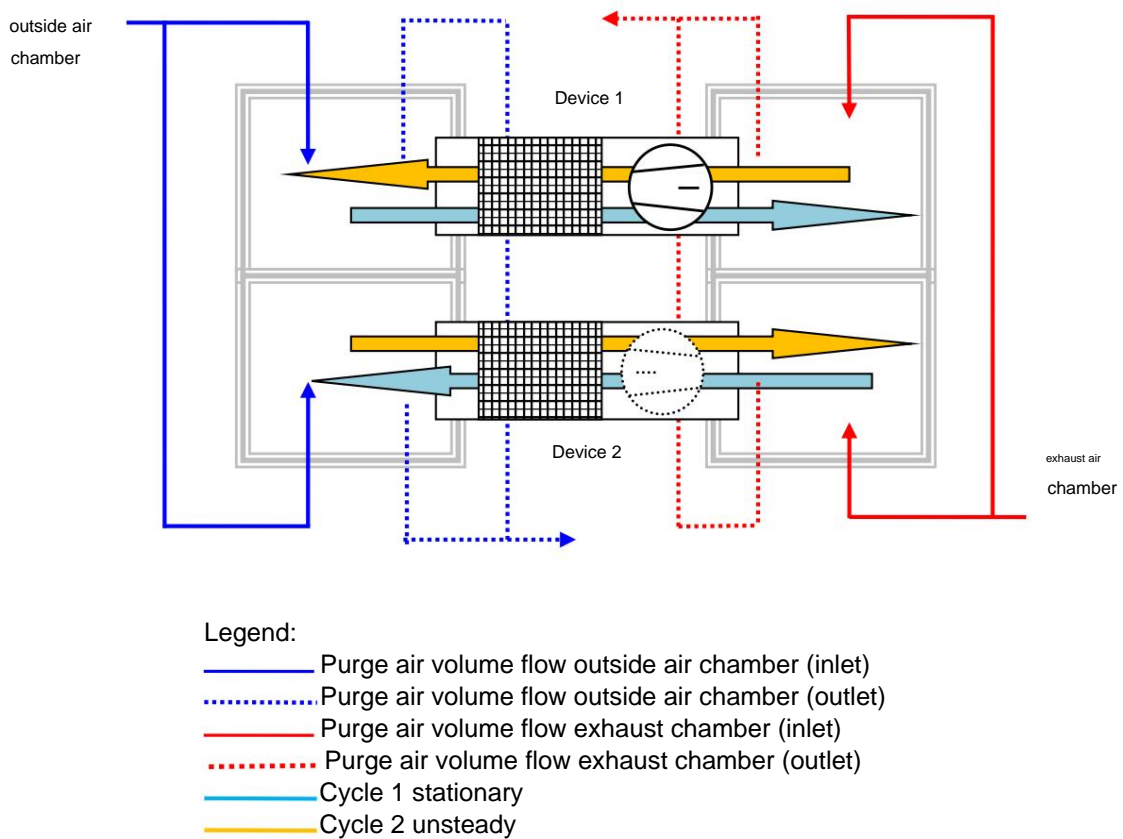 outside air
chamber
Device 1
Device 2
exhaust air
chamber
Legend:
Purge air volume flow outside air chamber (inlet)
Purge air volume flow outside air chamber (outlet)
Purge air volume flow exhaust chamber (inlet)
Purge air volume flow exhaust chamber (outlet)
Cycle 1 stationary
Cycle 2 unsteady